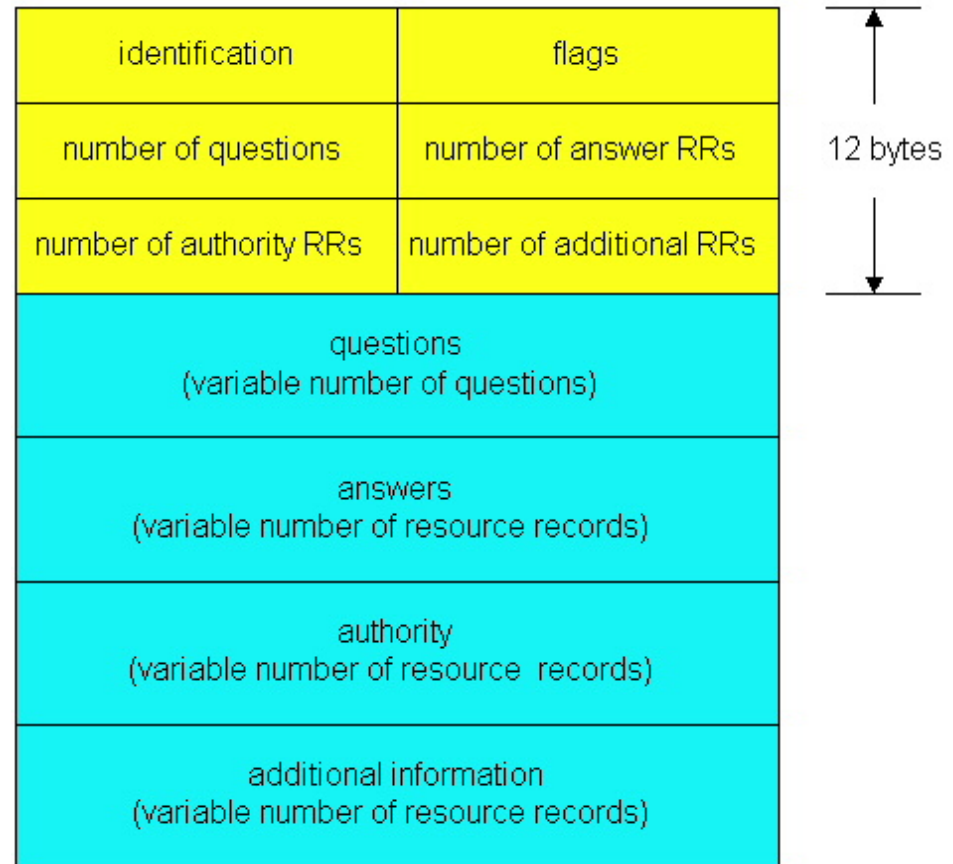 identification flags
number of questions number of answer RRs 12 bytes
number of authority RRs number of additional RRs
questions
(variable number of questions)
answers
(variable number of resource records)
authority
(variable number of resource records)
additional information
(variable number of resource records)